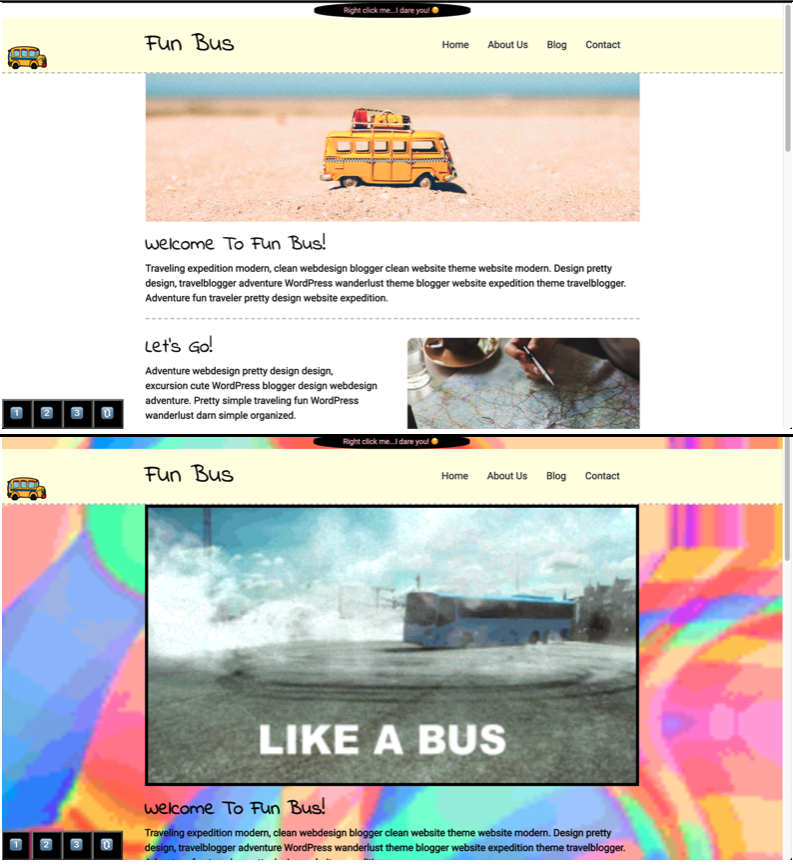 Right click me...I dare you! 😏
Fun Bus
Home About Us Blog Contact
Welcome To Fun Bus!
Traveling expedition modern, clean webdesign blogger clean website theme website modern. Design pretty
design, travelblogger adventure WordPress wanderlust theme blogger website expedition theme travelblogger.
Adventure fun traveler pretty design website expedition.
Let's Go!
Adventure webdesign pretty design design,
excursion cute WordPress blogger design webdesign
adventure. Pretty simple traveling fun WordPress
wanderlust darn simple organized.
1 2 3
Right click me...I dare you! 😏
Fun Bus
Home About Us Blog Contact
LIKE A BUS
Welcome To Fun Bus!
Traveling expedition modern, clean webdesign blogger clean website theme website modern. Design pretty
design, travelblogger adventure WordPress wanderlust theme blogger website expedition theme travelblogger.
1 2 3